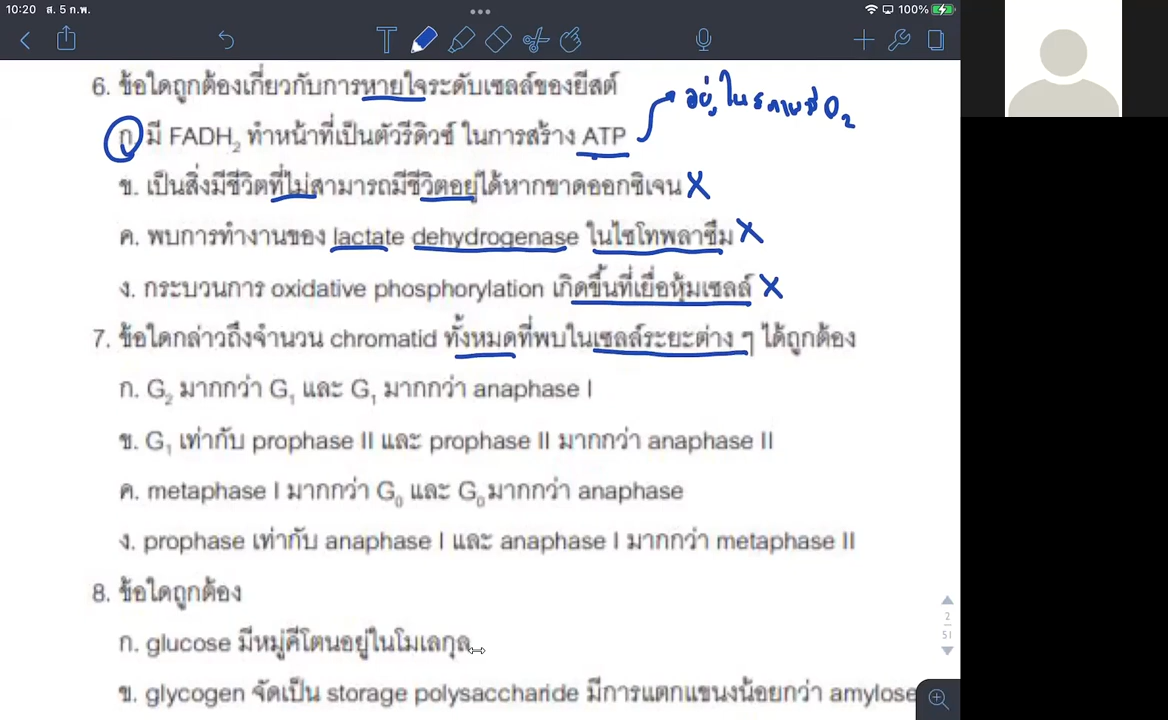 10:20 ส. 5 ก.พ.
100%
6. ข้อใดถูกต้องเกี่ยวกับการหายใจระดับเซลล์ของยีสต์
อยู่ในสภาพที่ O2
ก. มี FADH₂ ทำหน้าที่เป็นตัวรีดิวซ์ ในการสร้าง ATP
ข. เป็นสิ่งมีชีวิตที่ไม่สามารถมีชีวิตอยู่ได้หากขาดออกซิเจน X
ค. พบการทำงานของ lactate dehydrogenase ในไซโทพลาซึม X
ง. กระบวนการ oxidative phosphorylation เกิดขึ้นที่เยื่อหุ้มเซลล์ X
7. ข้อใดกล่าวถึงจำนวน chromatid ทั้งหมดที่พบในเซลล์ระยะต่าง ๆ ได้ถูกต้อง
ก. G₂ มากกว่า G₁ และ G₁ มากกว่า anaphase I
ข. G₁ เท่ากับ prophase II และ prophase II มากกว่า anaphase II
ค. metaphase I มากกว่า G₀ และ G₀ มากกว่า anaphase
ง. prophase เท่ากับ anaphase I และ anaphase I มากกว่า metaphase II
8. ข้อใดถูกต้อง
ก. glucose มีหมู่คีโตนอยู่ในโมเลกุล
ข. glycogen จัดเป็น storage polysaccharide มีการแตกแขนงน้อยกว่า amylose
2
51